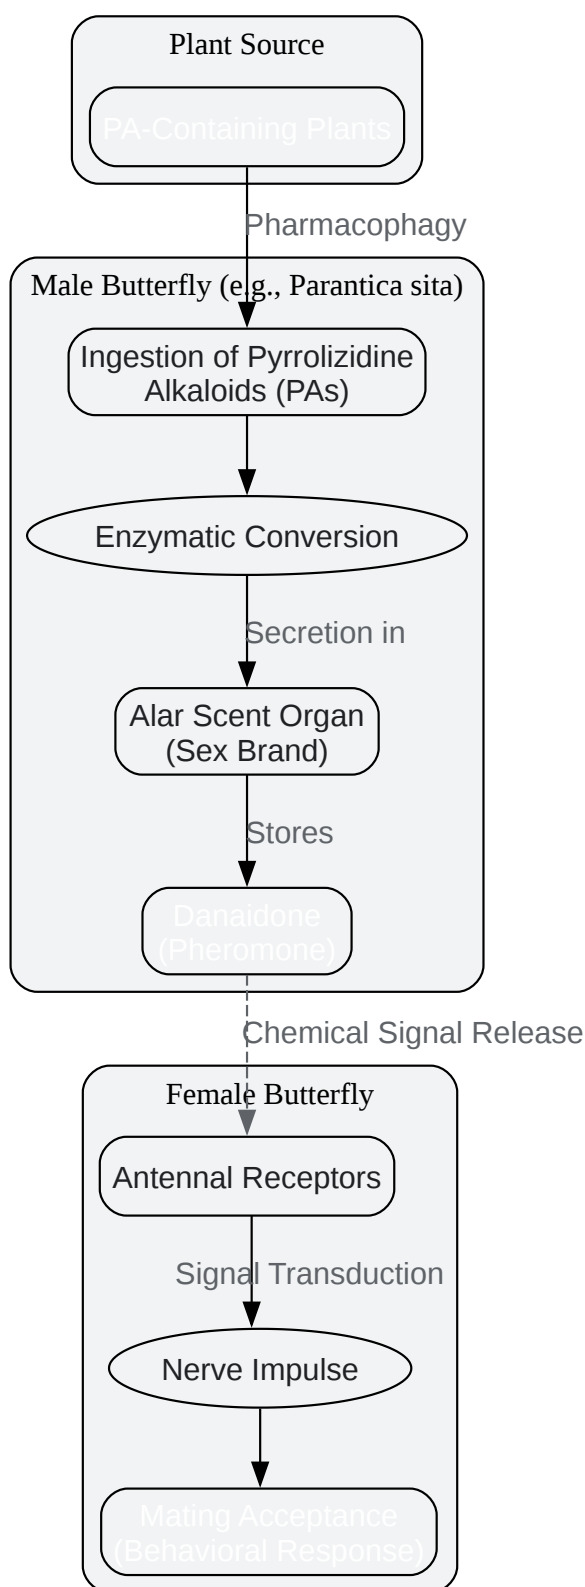 Plant Source
PA-Containing Plants
Pharmacophagy
Male Butterfly (e.g., Parantica sita)
Ingestion of Pyrrolizidine
Alkaloids (PAs)
Enzymatic Conversion
Secretion in
Alar Scent Organ
(Sex Brand)
Stores
Danaidone
(Pheromone)
Chemical Signal Release
Female Butterfly
Antennal Receptors
Signal Transduction
Nerve Impulse
Mating Acceptance
(Behavioral Response)